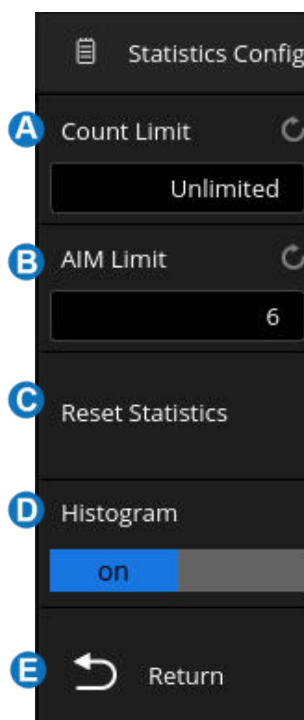 Statistics Config
A
Count Limit
Unlimited
B
AIM Limit
6
C
Reset Statistics
D
Histogram
on
E
Return